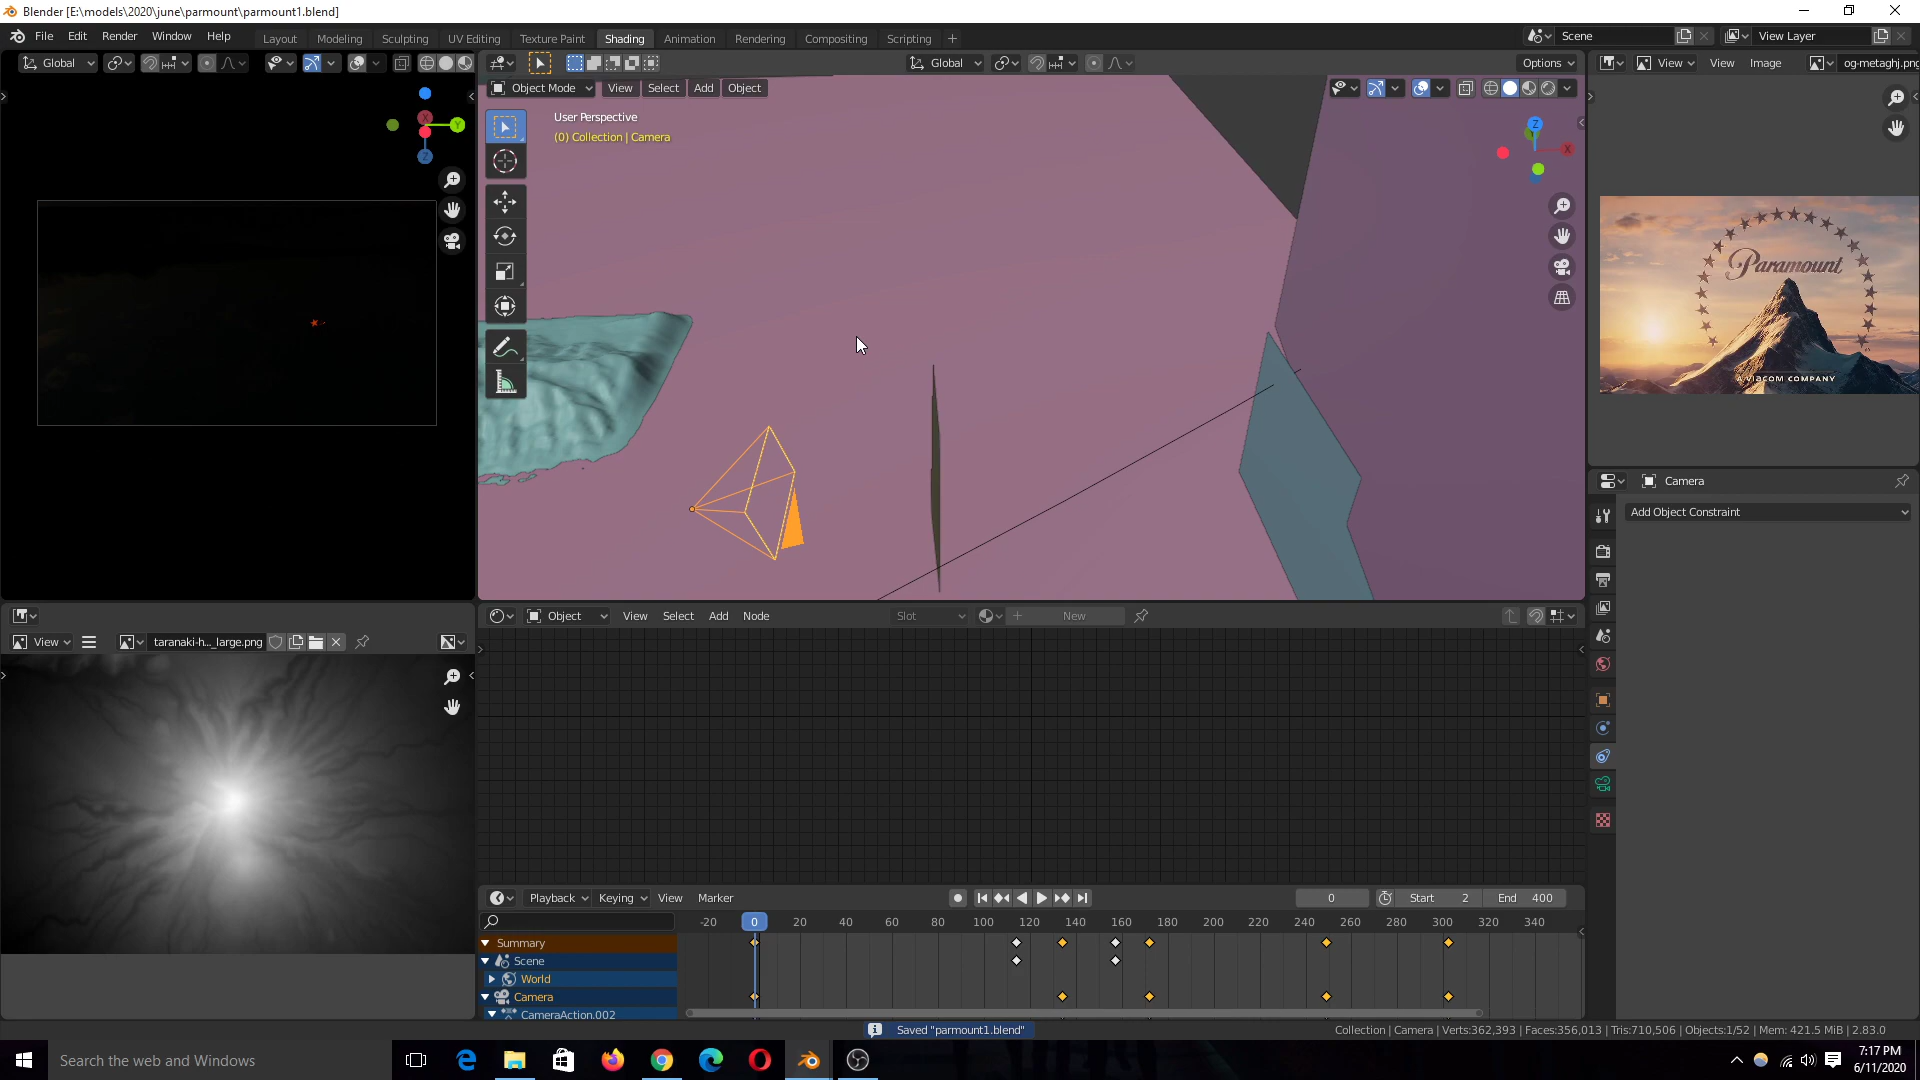 Blender [E:\models\2020\june\parmount\parmount1.blend]
File Edit Render Window Help
Layout Modeling Sculpting UV Editing Texture Paint Shading Animation Rendering Compositing Scripting +
Scene
View Layer
Global
Global
Options
View View Image og-metaghj.png
Object Mode View Select Add Object
User Perspective
(0) Collection | Camera
X
Y
Z
Z
X
Paramount
A VIACOM COMPANY
Camera
Add Object Constraint
Object View Select Add Node Slot New
View taranaki-h.._large.png
Playback Keying View Marker 0 Start 2 End 400
-20 0 20 40 60 80 100 120 140 160 180 200 220 240 260 280 300 320 340
Summary
Scene
World
Camera
CameraAction.002
Saved "parmount1.blend"
Collection | Camera | Verts:362,393 | Faces:356,013 | Tris:710,506 | Objects:1/52 | Mem: 421.5 MiB | 2.83.0
Search the web and Windows
7:17 PM
6/11/2020